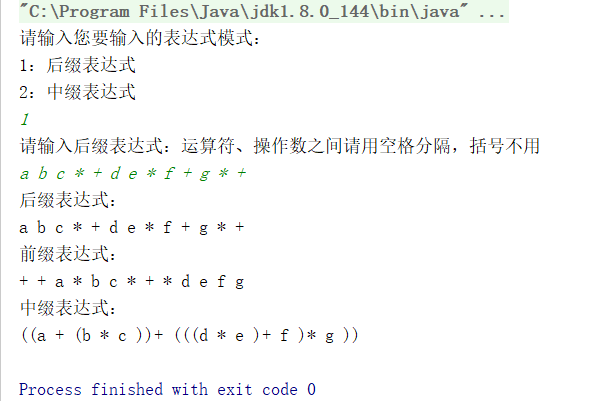 "C:\Program Files\Java\jdk1.8.0_144\bin\java" ...
请输入您要输入的表达式模式：
1：后缀表达式
2：中缀表达式
1
请输入后缀表达式：运算符、操作数之间请用空格分隔，括号不用
a b c * + d e * f + g * +
后缀表达式：
a b c * + d e * f + g * +
前缀表达式：
+ + a * b c * + * d e f g
中缀表达式：
((a + (b * c ))+ (((d * e )+ f )* g ))
Process finished with exit code 0